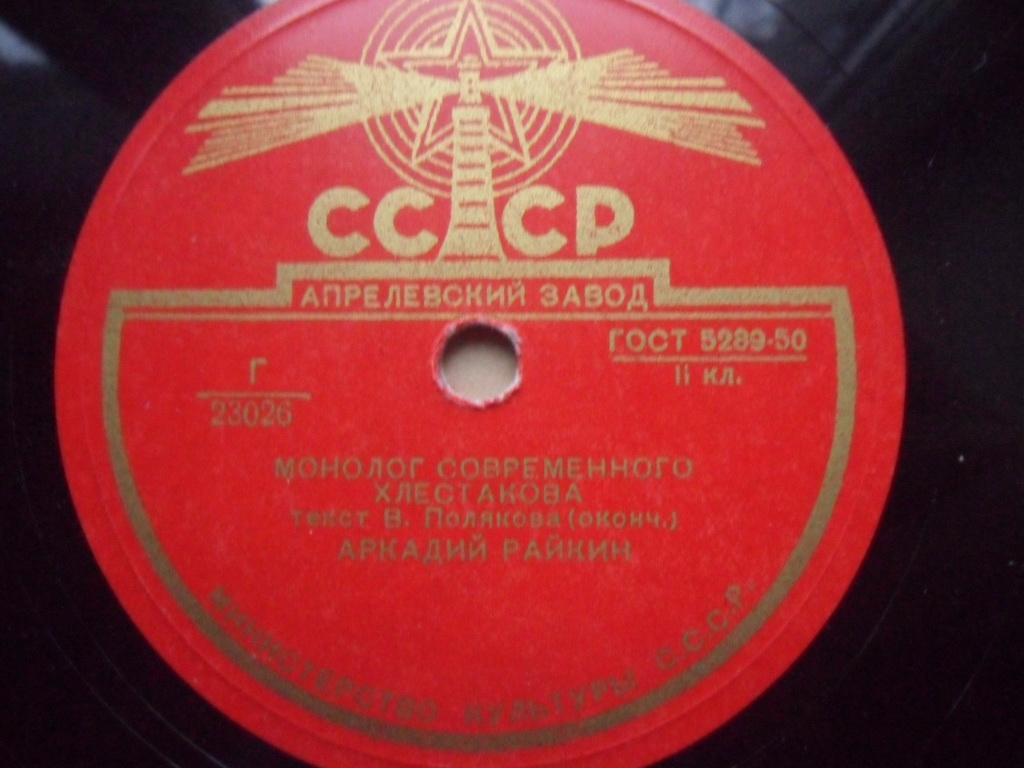 СССР
АПРЕЛЕВСКИЙ ЗАВОД
ГОСТ 5289-50
II кл.
Г
23026
МОНОЛОГ СОВРЕМЕННОГО
ХЛЕСТАКОВА
текст В. Полякова (оконч.)
АРКАДИЙ РАЙКИН
МИНИСТЕРСТВО КУЛЬТУРЫ С.С.С.Р.